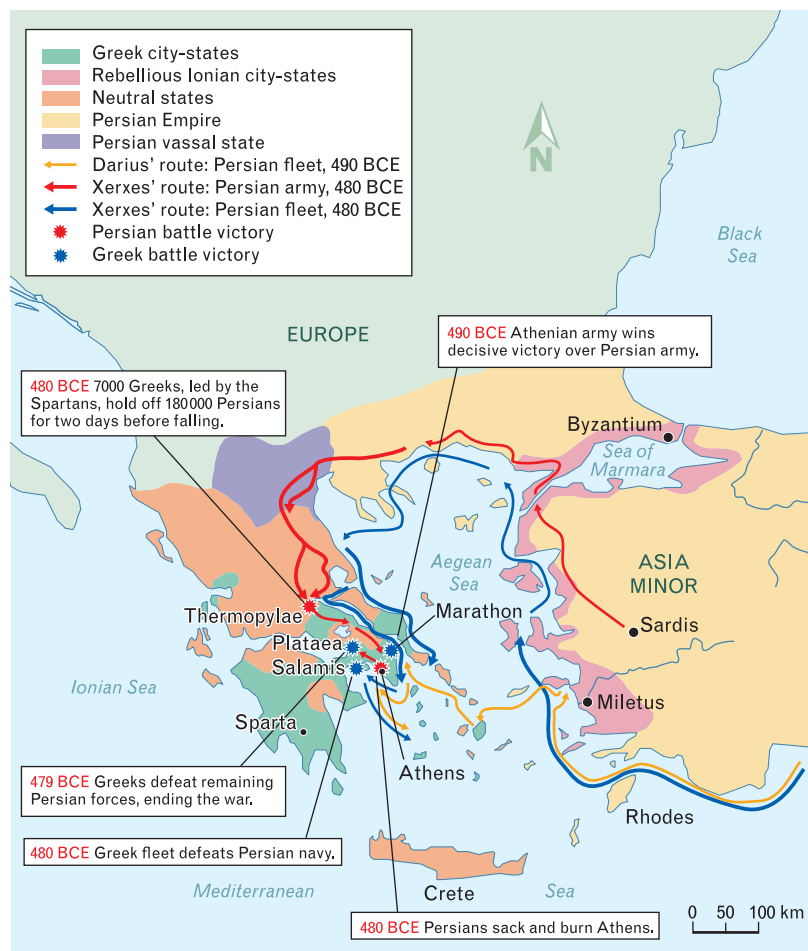 Greek city-states
Rebellious Ionian city-states
Neutral states
Persian Empire
Persian vassal state
Darius' route: Persian fleet, 490 BCE
Xerxes' route: Persian army, 480 BCE
Xerxes' route: Persian fleet, 480 BCE
Persian battle victory
Greek battle victory
N
Black
Sea
EUROPE
490 BCE Athenian army wins
decisive victory over Persian army.
480 BCE 7000 Greeks, led by the
Spartans, hold off 180 000 Persians
for two days before falling.
Byzantium
Sea of
Marmara
Aegean
Sea
ASIA
MINOR
Thermopylae
Marathon
Sardis
Plataea
Salamis
Ionian Sea
Miletus
Sparta
Athens
479 BCE Greeks defeat remaining
Persian forces, ending the war.
Rhodes
480 BCE Greek fleet defeats Persian navy.
Mediterranean
Crete
Sea
480 BCE Persians sack and burn Athens.
0 50 100 km